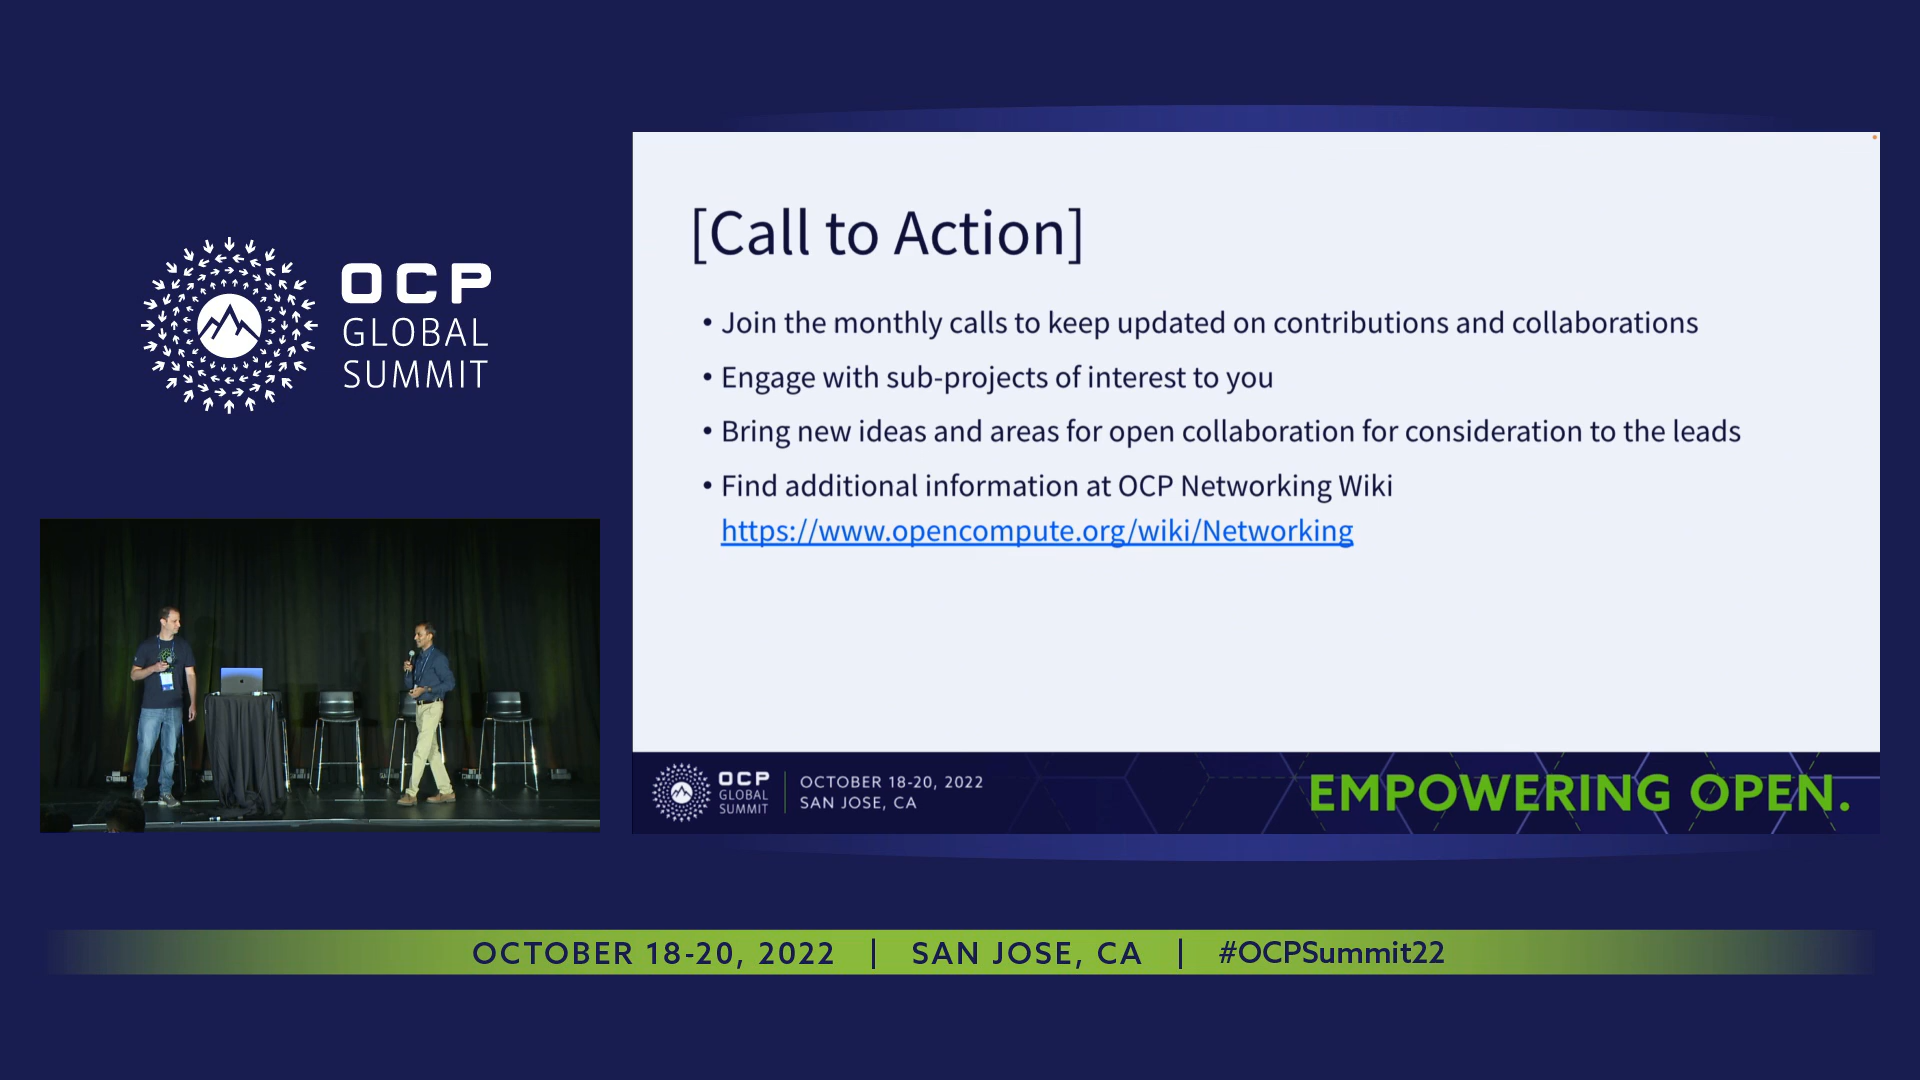 OCP
GLOBAL
SUMMIT
[Call to Action]
• Join the monthly calls to keep updated on contributions and collaborations
• Engage with sub-projects of interest to you
• Bring new ideas and areas for open collaboration for consideration to the leads
• Find additional information at OCP Networking Wiki
https://www.opencompute.org/wiki/Networking
OCP
GLOBAL
SUMMIT
OCTOBER 18-20, 2022
SAN JOSE, CA
EMPOWERING OPEN.
OCTOBER 18-20, 2022 | SAN JOSE, CA | #OCPSummit22